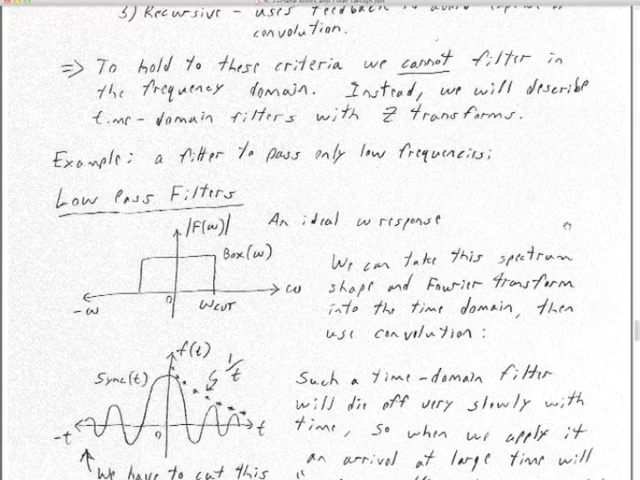 3) Recursive - uses feedback to avoid
convolution.
⇒ To hold to these criteria we cannot filter in
the frequency domain. Instead, we will describe
time-domain filters with Z transforms.
Example: a filter to pass only low frequencies:
Low Pass Filters
|F(ω)| An ideal ω response
Box(ω)
ω
-ω 0 ωCUT
We can take this spectrum
shape and Fourier transform
into the time domain, then
use convolution:
f(t) 1/t
Sync(t)
-t 0 t
Such a time-domain filter
will die off very slowly with
time, so when we apply it
an arrival at large time will
We have to cut this